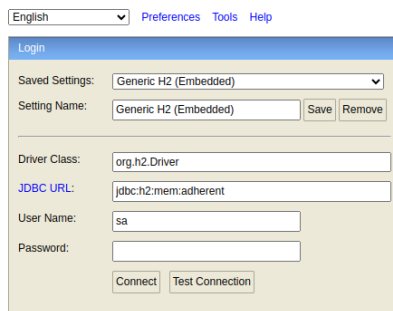 English Preferences Tools Help
Login
Saved Settings: Generic H2 (Embedded)
Setting Name: Generic H2 (Embedded) Save Remove
Driver Class: org.h2.Driver
JDBC URL: jdbc:h2:mem:adherent
User Name: sa
Password:
Connect Test Connection